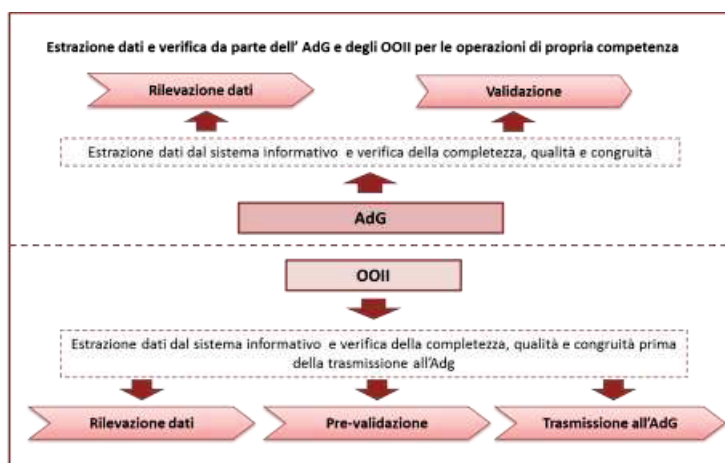 Estrazione dati e verifica da parte dell' AdG e degli OOII per le operazioni di propria competenza
Rilevazione dati
Validazione
Estrazione dati dal sistema informativo e verifica della completezza, qualità e congruità
AdG
OOII
Estrazione dati dal sistema informativo e verifica della completezza, qualità e congruità prima
della trasmissione all'Adg
Rilevazione dati
Pre-validazione
Trasmissione all'AdG